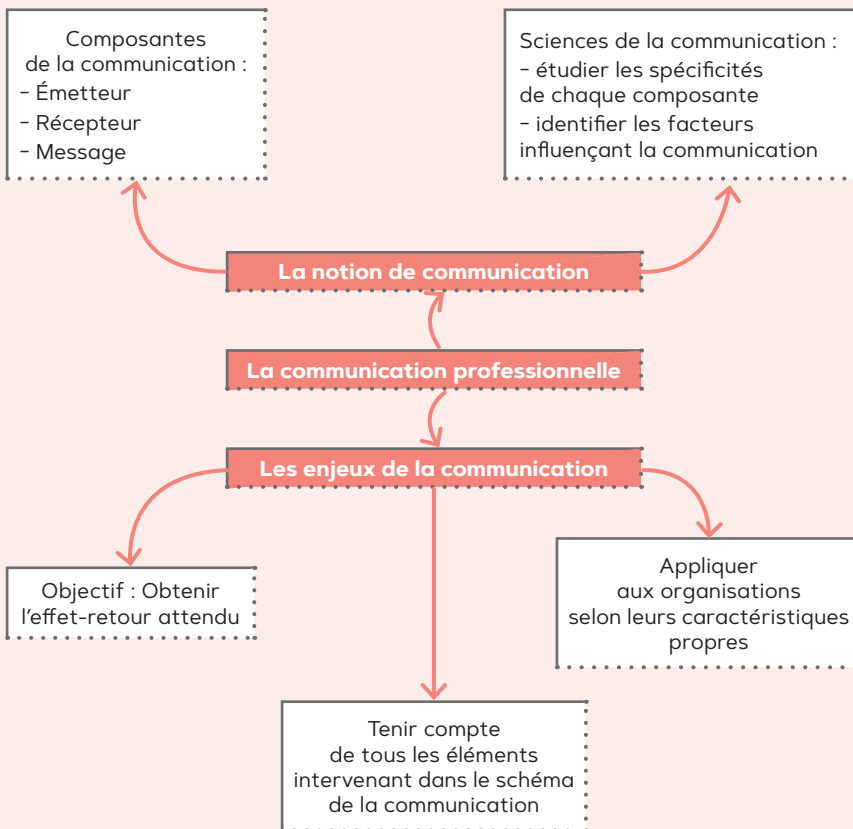 Composantes
de la communication :
– Émetteur
– Récepteur
– Message
Sciences de la communication :
– étudier les spécificités
de chaque composante
– identifier les facteurs
influençant la communication
La notion de communication
La communication professionnelle
Les enjeux de la communication
Objectif : Obtenir
l’effet-retour attendu
Appliquer
aux organisations
selon leurs caractéristiques
propres
Tenir compte
de tous les éléments
intervenant dans le schéma
de la communication